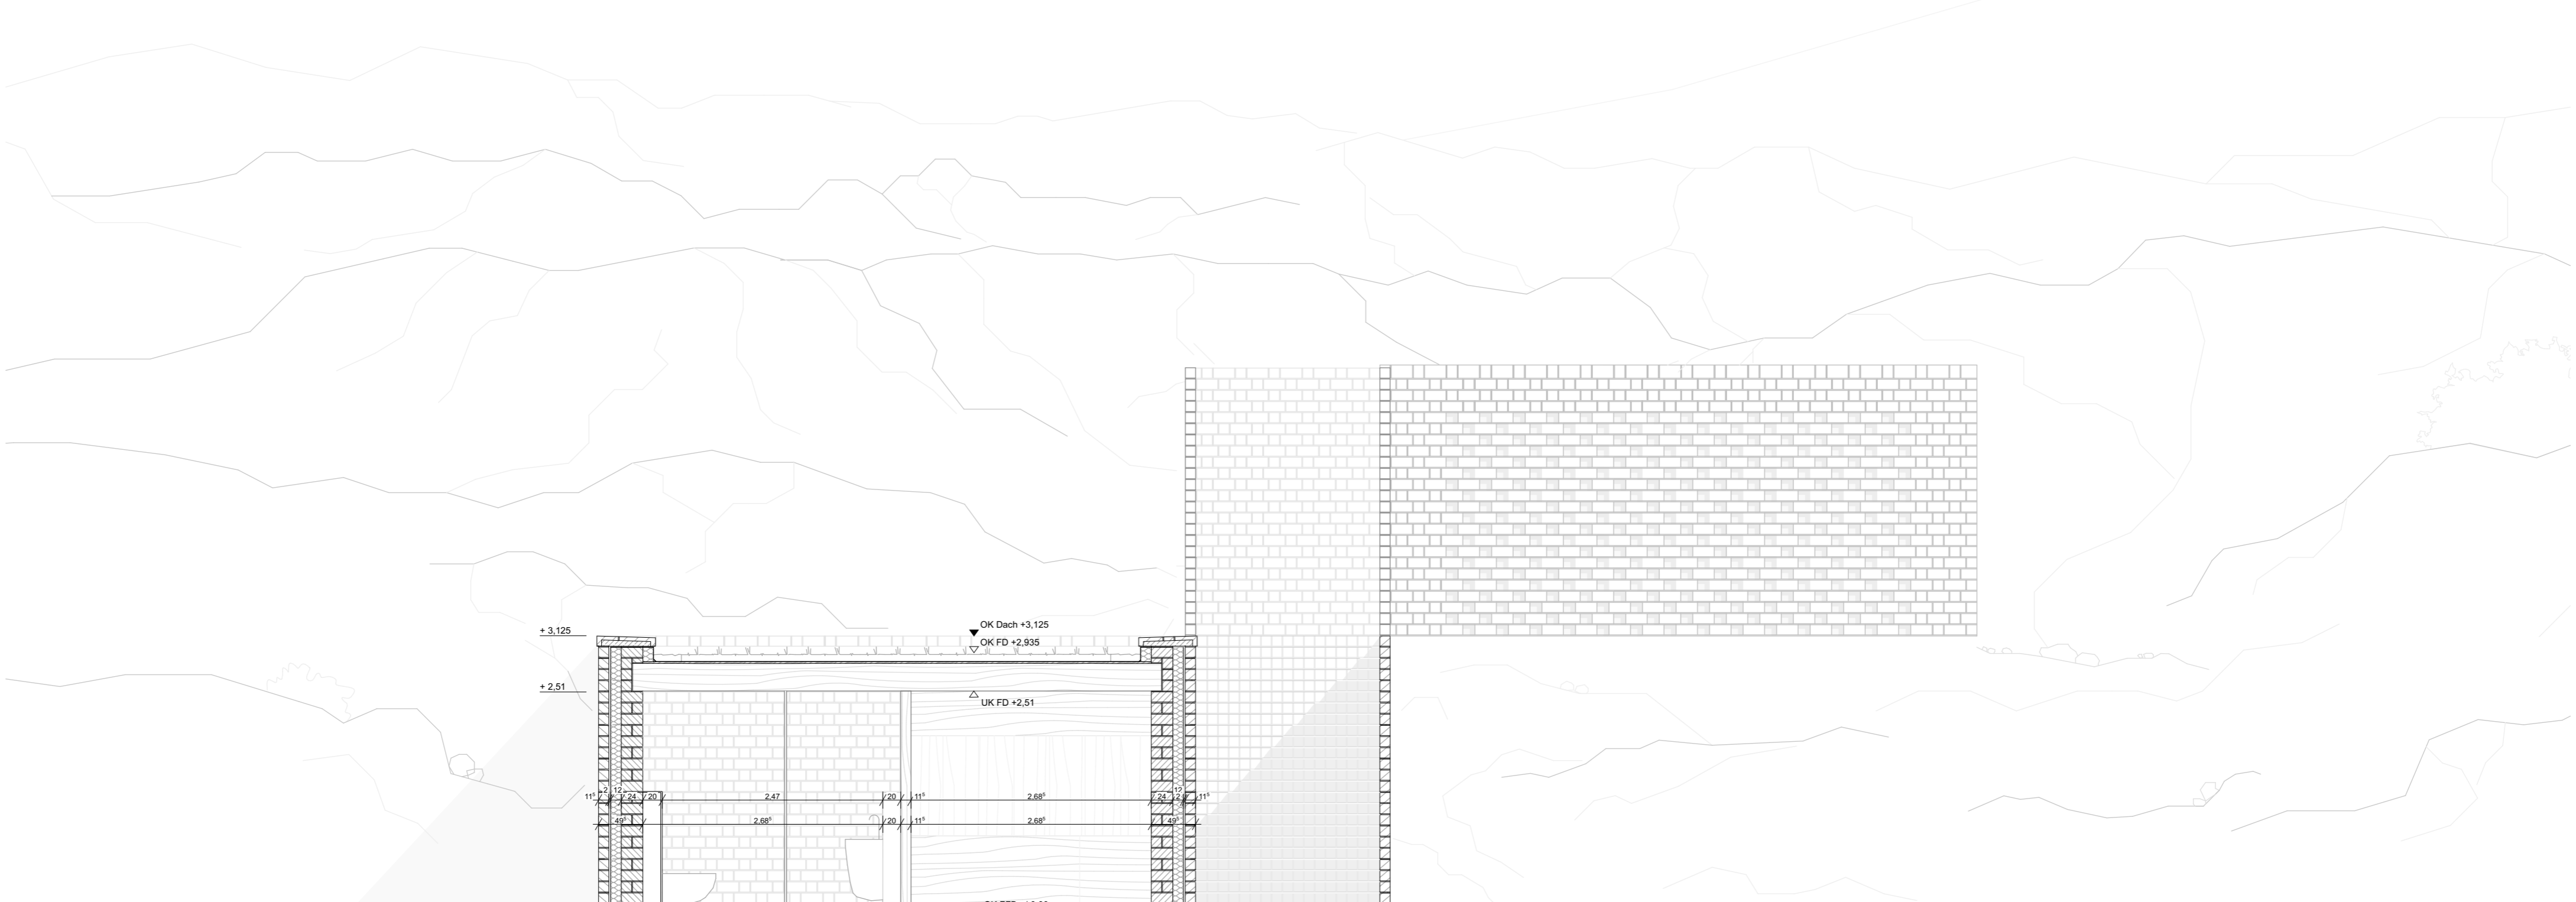 OK Dach +3,125
+ 3,125
OK FD +2,935
+ 2,51
UK FD +2,51
11⁵ 2 12 24 20 2,47 20 11⁵ 2,68⁵ 24 12 2 11⁵
49⁵ 2,68⁵ 20 11⁵ 2,68⁵ 49⁵